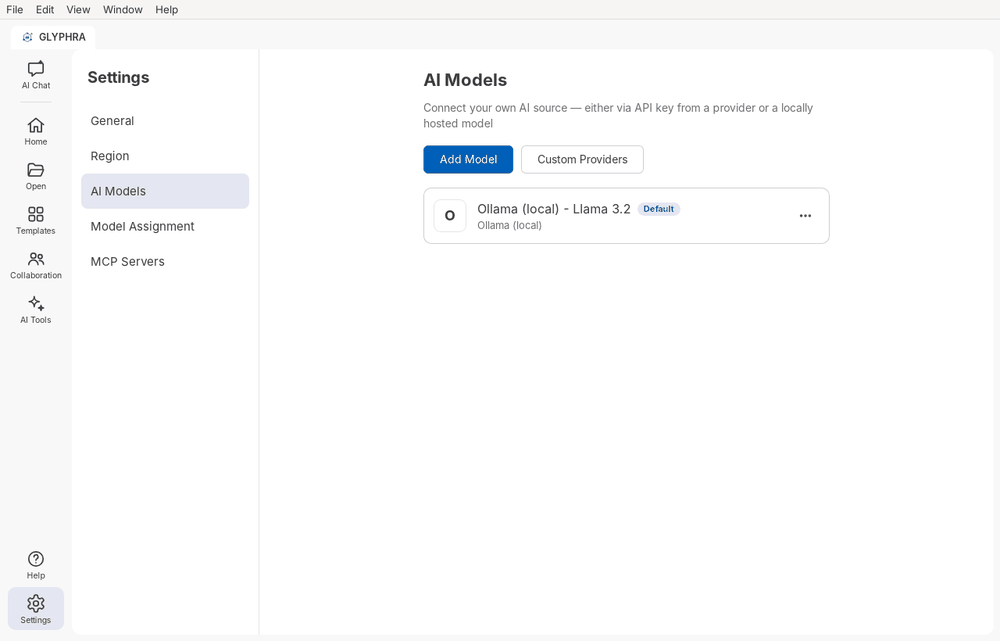 File Edit View Window Help
GLYPHRA
AI Chat
Home
Open
Templates
Collaboration
AI Tools
Help
Settings
Settings
General
Region
AI Models
Model Assignment
MCP Servers
AI Models
Connect your own AI source — either via API key from a provider or a locally
hosted model
Add Model Custom Providers
O
Ollama (local) - Llama 3.2 Default
Ollama (local)